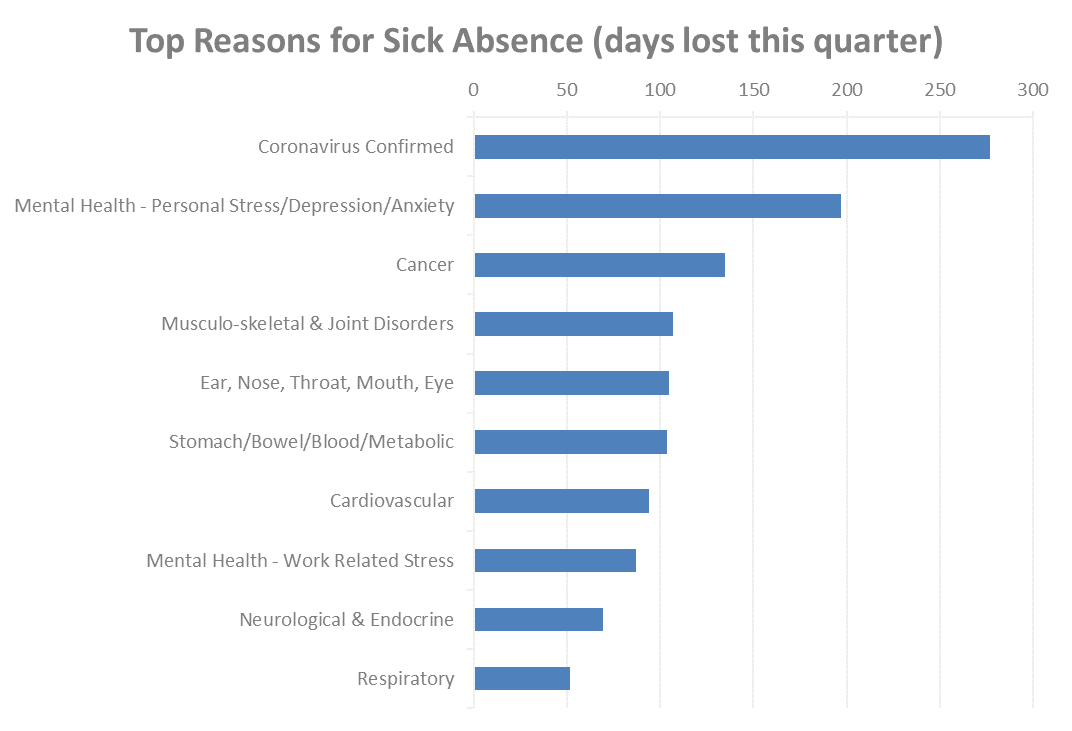 Top Reasons for Sick Absence (days lost this quarter)
0 50 100 150 200 250 300
Coronavirus Confirmed
Mental Health - Personal Stress/Depression/Anxiety
Cancer
Musculo-skeletal & Joint Disorders
Ear, Nose, Throat, Mouth, Eye
Stomach/Bowel/Blood/Metabolic
Cardiovascular
Mental Health - Work Related Stress
Neurological & Endocrine
Respiratory